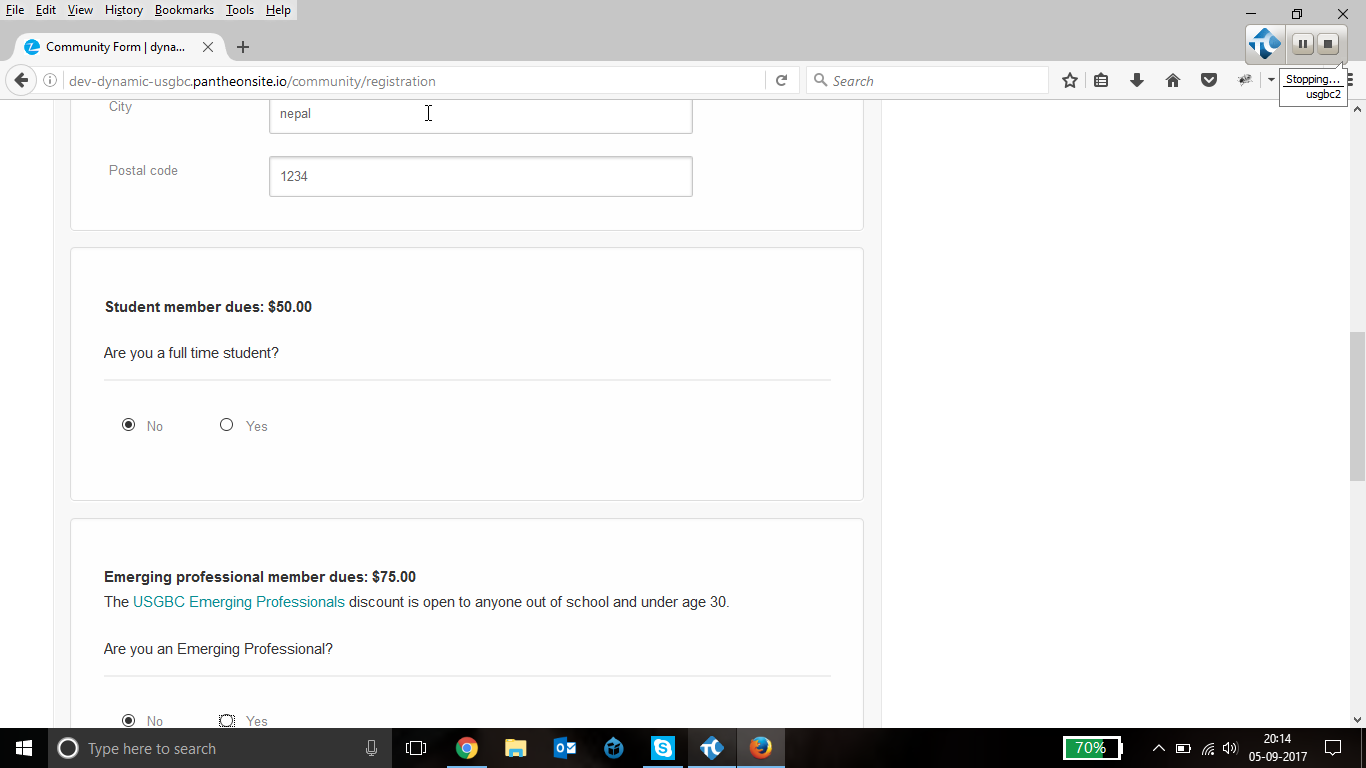 File Edit View History Bookmarks Tools Help
Community Form | dyna...
dev-dynamic-usgbc.pantheonsite.io/community/registration
Search
Stopping...
usgbc2
City
nepal
Postal code
1234
Student member dues: $50.00
Are you a full time student?
No
Yes
Emerging professional member dues: $75.00
The USGBC Emerging Professionals discount is open to anyone out of school and under age 30.
Are you an Emerging Professional?
No
Yes
Type here to search
70%
20:14
05-09-2017